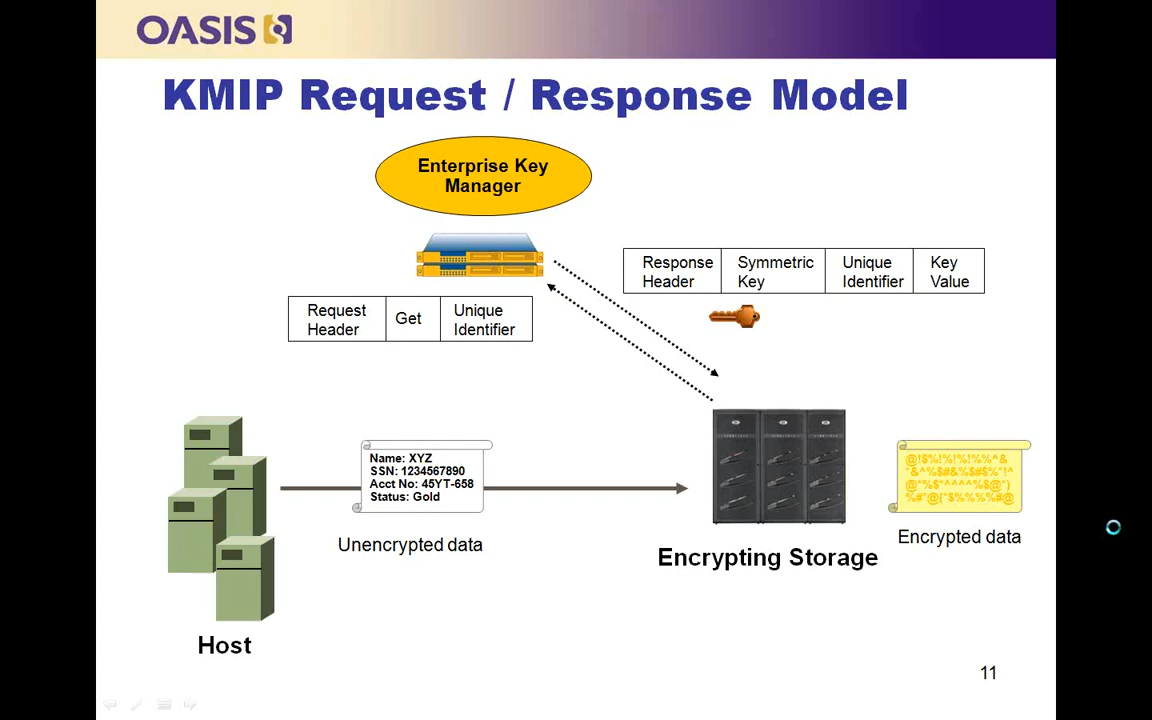 OASIS
KMIP Request / Response Model
Enterprise Key
Manager
Response
Header
Symmetric
Key
Unique
Identifier
Key
Value
Request
Header
Get
Unique
Identifier
Name: XYZ
SSN: 1234567890
Acct No: 45YT-658
Status: Gold
Unencrypted data
Encrypting Storage
Encrypted data
Host
11